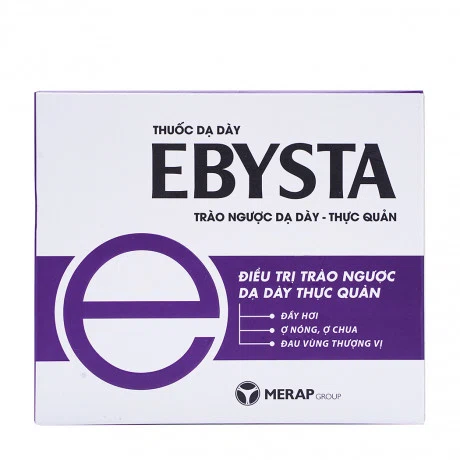 THUỐC DẠ DÀY
EBYSTA
TRÀO NGƯỢC DẠ DÀY - THỰC QUẢN
e
ĐIỀU TRỊ TRÀO NGƯỢC
DẠ DÀY THỰC QUẢN
ĐẦY HƠI
Ợ NÓNG, Ợ CHUA
ĐAU VÙNG THƯỢNG VỊ
MERAP GROUP